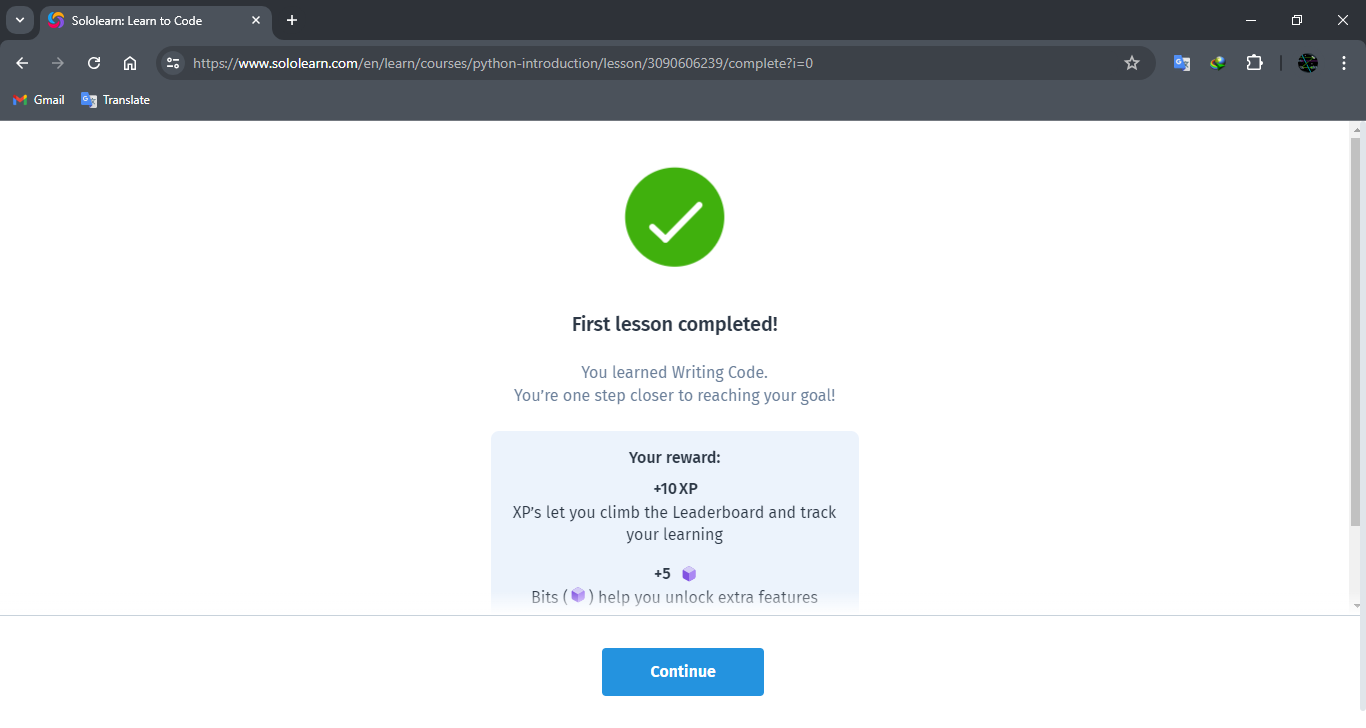 Sololearn: Learn to Code
https://www.sololearn.com/en/learn/courses/python-introduction/lesson/3090606239/complete?i=0
Gmail
Translate
First lesson completed!
You learned Writing Code.
You're one step closer to reaching your goal!
Your reward:
+10 XP
XP's let you climb the Leaderboard and track
your learning
+5
Bits ( ) help you unlock extra features
Continue